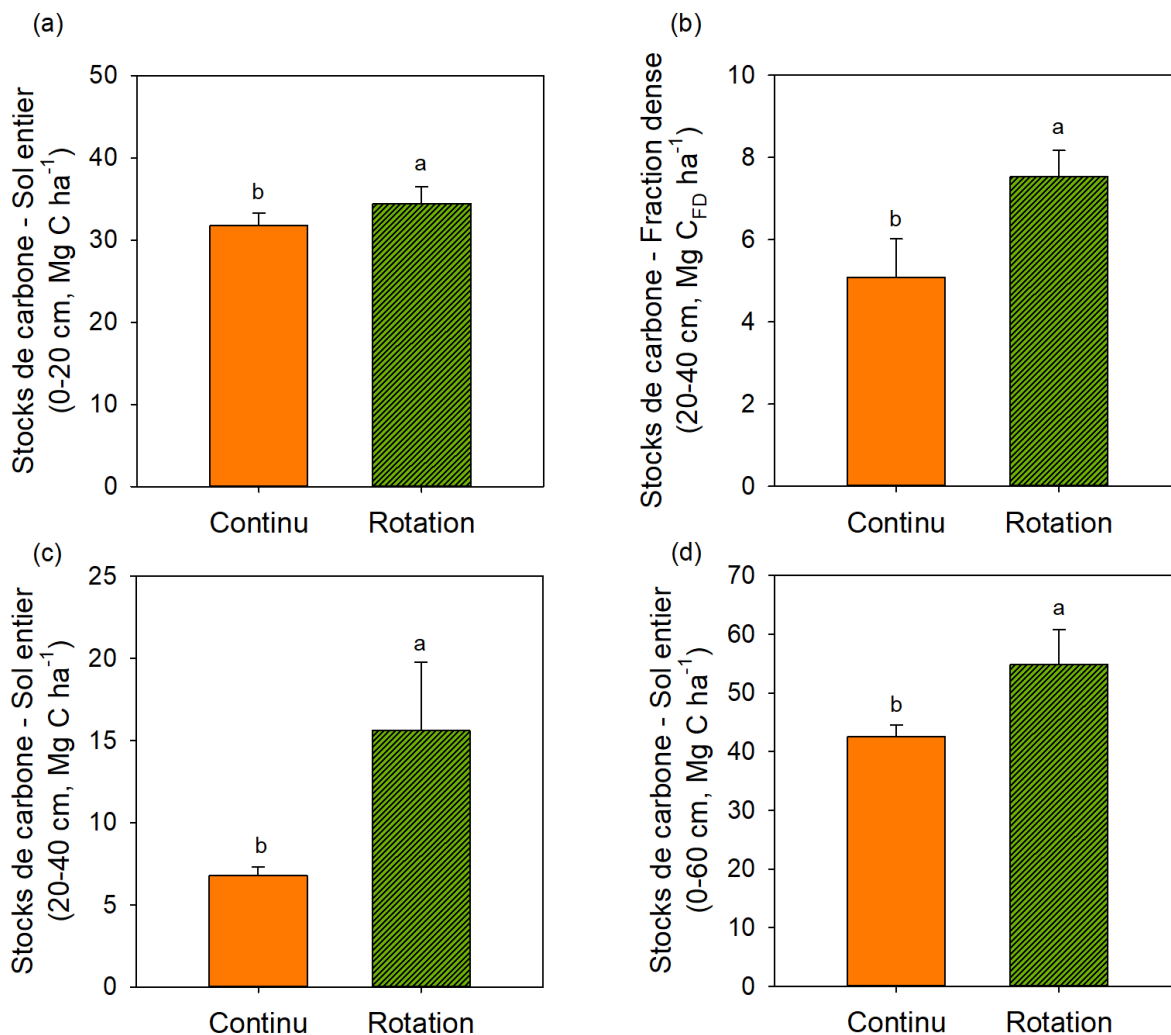 (a)
Stocks de carbone - Sol entier
(0-20 cm, Mg C ha⁻¹)
50
40
30
20
10
0
b
a
Continu
Rotation
(b)
Stocks de carbone - Fraction dense
(20-40 cm, Mg C_FD ha⁻¹)
10
8
6
4
2
0
b
a
Continu
Rotation
(c)
Stocks de carbone - Sol entier
(20-40 cm, Mg C ha⁻¹)
25
20
15
10
5
0
b
a
Continu
Rotation
(d)
Stocks de carbone - Sol entier
(0-60 cm, Mg C ha⁻¹)
70
60
50
40
30
20
10
0
b
a
Continu
Rotation